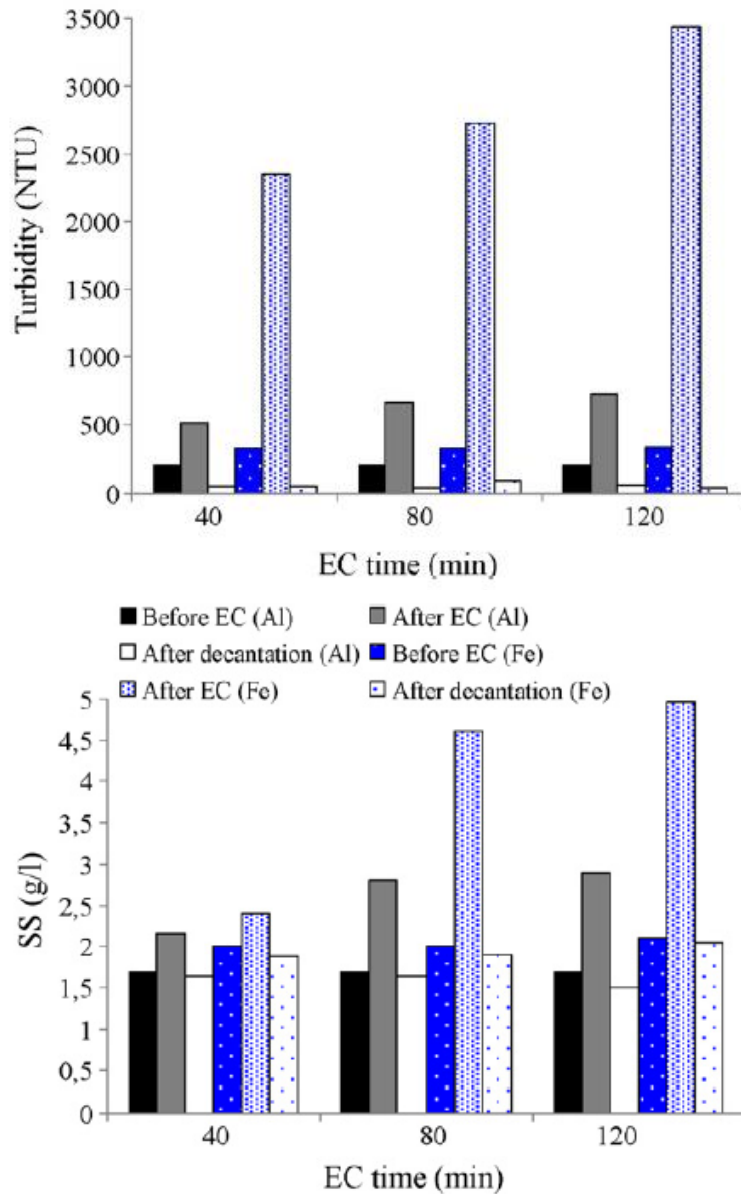 3500
3000
2500
2000
1500
1000
500
0
Turbidity (NTU)
40 80 120
EC time (min)
Before EC (Al) After EC (Al)
After decantation (Al) Before EC (Fe)
After EC (Fe) After decantation (Fe)
5
4,5
4
3,5
3
2,5
2
1,5
1
0,5
0
SS (g/l)
40 80 120
EC time (min)